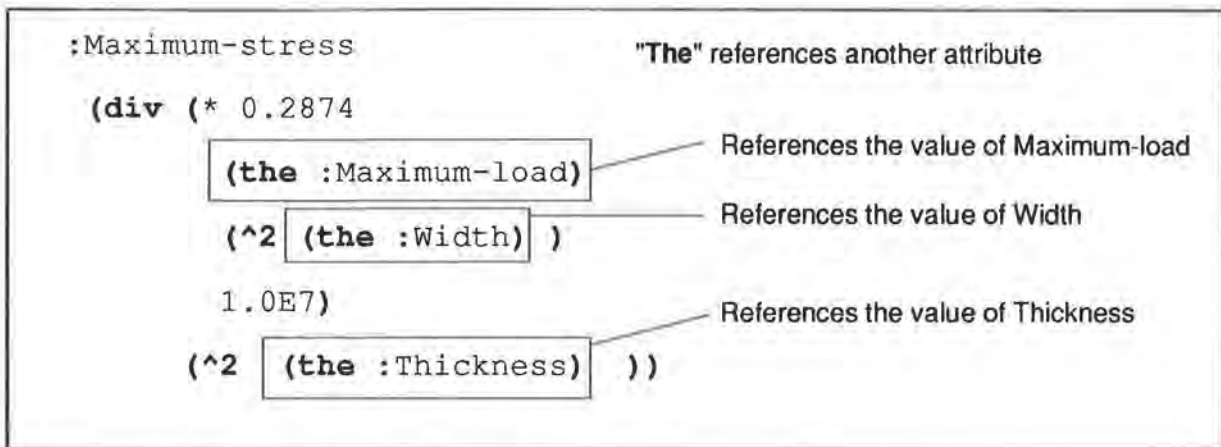 :Maximum-stress
"The" references another attribute
(div (* 0.2874
(the :Maximum-load)
References the value of Maximum-load
(^2 (the :Width) )
References the value of Width
1.0E7)
References the value of Thickness
(^2 (the :Thickness) ))